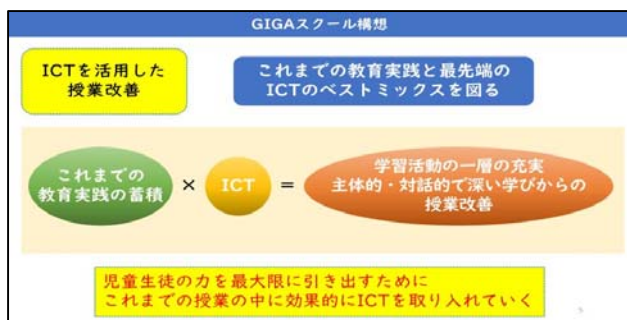 GIGAスクール構想
ICTを活用した
授業改善
これまでの教育実践と最先端の
ICTのベストミックスを図る
これまでの
教育実践の蓄積
×
ICT
=
学習活動の一層の充実
主体的・対話的で深い学びからの
授業改善
児童生徒の力を最大限に引き出すために
これまでの授業の中に効果的にICTを取り入れていく